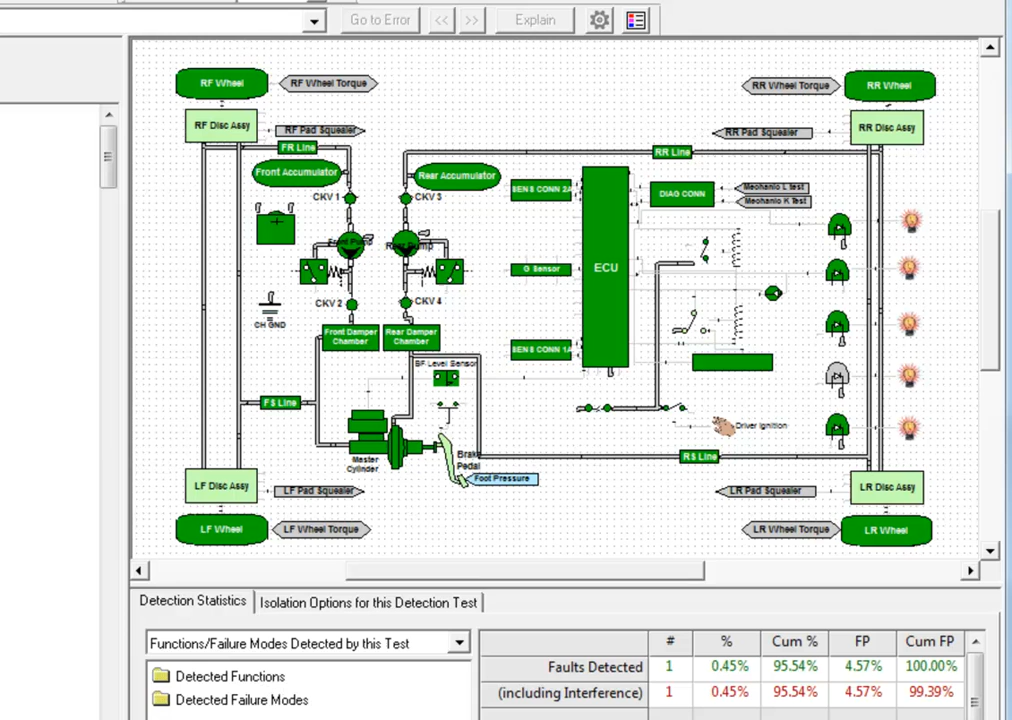 Go to Error << >> Explain
RF Wheel RF Wheel Torque RR Wheel Torque RR Wheel
RF Disc Assy RF Pad Squealer RR Pad Squealer RR Disc Assy
FR Line RR Line
Front Accumulator Rear Accumulator
CKV 1 CKV 3 SENS CONN 2A DIAG CONN Mechanic L test
Mechanic K Test
Front Pump Rear Pump
G Sensor ECU
CKV 2 CKV 4
CH GND
Front Damper Chamber Rear Damper Chamber
SENS CONN 1A
BF Level Sensor
FS Line
Driver Ignition
Master Cylinder Brake Pedal RS Line
Foot Pressure
LF Disc Assy LF Pad Squealer LR Pad Squealer LR Disc Assy
LF Wheel LF Wheel Torque LR Wheel Torque LR Wheel
Detection Statistics Isolation Options for this Detection Test
Functions/Failure Modes Detected by this Test # % Cum % FP Cum FP
Detected Functions Faults Detected 1 0.45% 95.54% 4.57% 100.00%
Detected Failure Modes (including Interference) 1 0.45% 95.54% 4.57% 99.39%